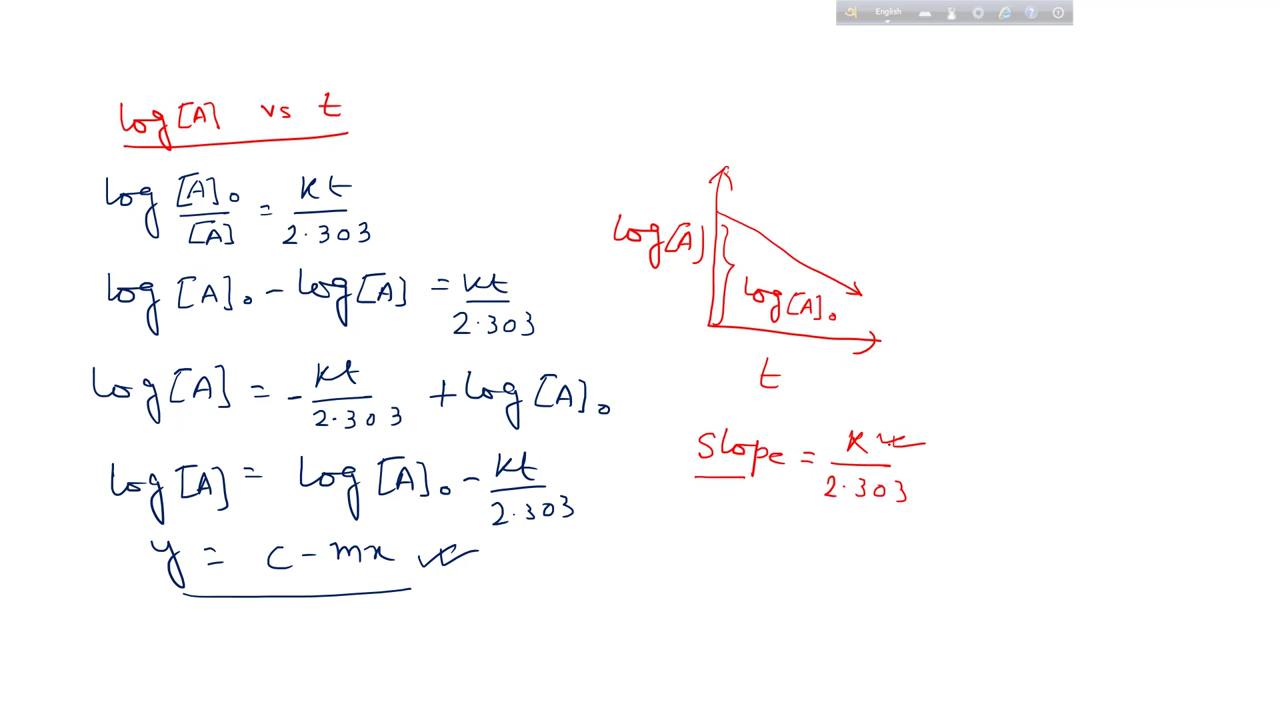 English
log[A] vs t
log [A]₀/[A] = kt/2.303
log [A]₀ - log[A] = kt/2.303
log[A] = - kt/2.303 + log[A]₀
log[A] = log[A]₀ - kt/2.303
y = c - mx
log[A]
log[A]₀
t
Slope = k/2.303